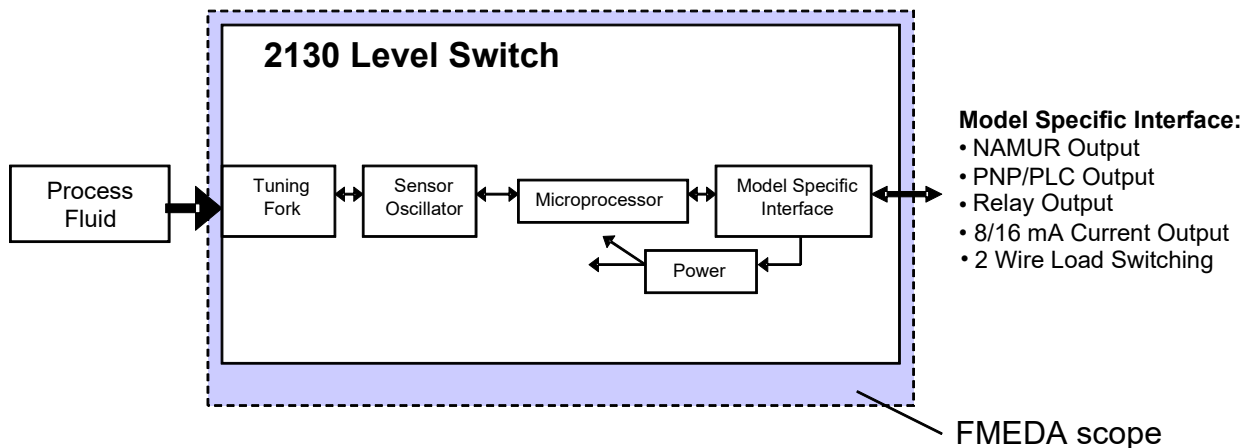 2130 Level Switch
Process
Fluid
Tuning
Fork
Sensor
Oscillator
Microprocessor
Model Specific
Interface
Power
Model Specific Interface:
• NAMUR Output
• PNP/PLC Output
• Relay Output
• 8/16 mA Current Output
• 2 Wire Load Switching
FMEDA scope